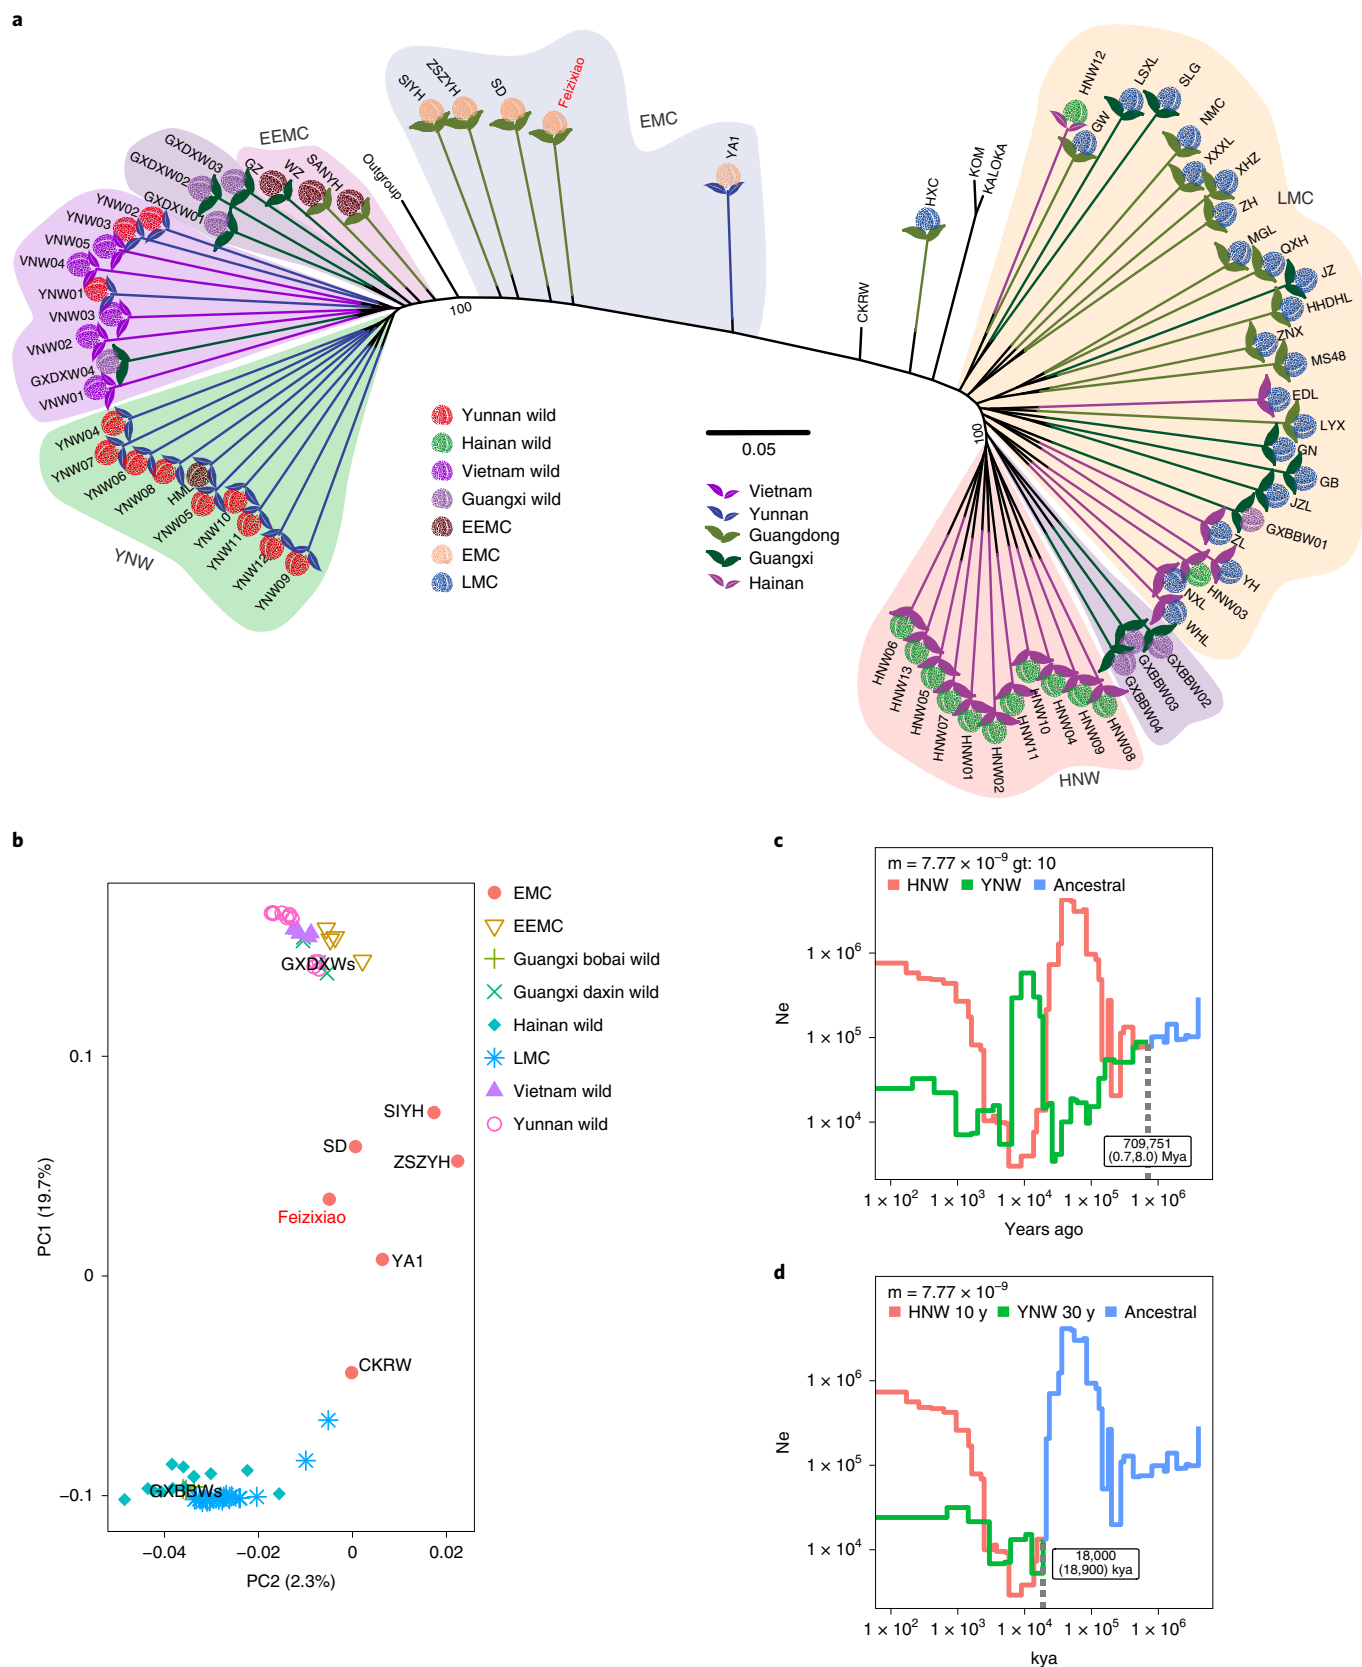 a
SIYH
ZSZYH
SD
Feizixiao
EMC
YA1
EEMC
GXDXW03
GXDXW02
GXDXW01
GZ
WZ
SANYH
Outgroup
YNW02
YNW03
VNW05
VNW04
YNW01
VNW03
VNW02
GXDXW04
VNW01
YNW04
YNW07
YNW06
YNW08
HML
YNW05
YNW10
YNW11
YNW12
YNW09
YNW
100
Yunnan wild
Hainan wild
Vietnam wild
Guangxi wild
EEMC
EMC
LMC
0.05
Vietnam
Yunnan
Guangdong
Guangxi
Hainan
CKRW
HXC
KOM
KALOKA
HNW12
GW
LSXL
SLG
NMC
XXXL
XHZ
ZH
LMC
MGL
QXH
JZ
HHDHL
ZNX
MS48
EDL
LYX
GN
GB
JZL
GXBBW01
ZL
YH
HNW03
NXL
WHL
100
GXBBW02
GXBBW03
GXBBW04
HNW06
HNW13
HNW05
HNW07
HNW01
HNW02
HNW11
HNW10
HNW04
HNW09
HNW08
HNW
b
PC1 (19.7%)
0.1
0
−0.1
GXDXWs
SIYH
SD
ZSZYH
Feizixiao
YA1
CKRW
GXBBWs
−0.04
−0.02
0
0.02
PC2 (2.3%)
EMC
EEMC
Guangxi bobai wild
Guangxi daxin wild
Hainan wild
LMC
Vietnam wild
Yunnan wild
c
m = 7.77 × 10−9 gt: 10
HNW YNW Ancestral
Ne
1 × 10⁶
1 × 10⁵
1 × 10⁴
709,751
(0.7,8.0) Mya
1 × 10² 1 × 10³ 1 × 10⁴ 1 × 10⁵ 1 × 10⁶
Years ago
d
m = 7.77 × 10−9
HNW 10 y YNW 30 y Ancestral
Ne
1 × 10⁶
1 × 10⁵
1 × 10⁴
18,000
(18,900) kya
1 × 10² 1 × 10³ 1 × 10⁴ 1 × 10⁵ 1 × 10⁶
kya